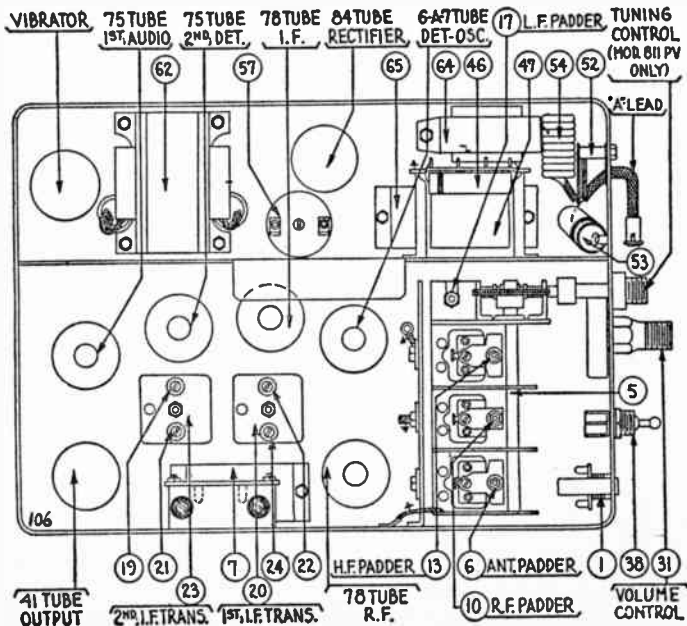 VIBRATOR
75 TUBE
1ST, AUDIO
75 TUBE
2ND, DET.
78 TUBE
I.F.
84 TUBE
RECTIFIER
6-A-7 TUBE
DET-OSC.
17 L.F. PADDER
TUNING
CONTROL
(MOD. 811 PV
ONLY)
"A" LEAD
62
57
65
64
46
47
54
52
53
5
106
19
21
23
7
20
24
22
H.F. PADDER 13
6 ANT. PADDER
1
38
31
41 TUBE
OUTPUT
2ND, I.F. TRANS.
1ST, I.F. TRANS.
78 TUBE
R.F.
10 R.F. PADDER
VOLUME
CONTROL